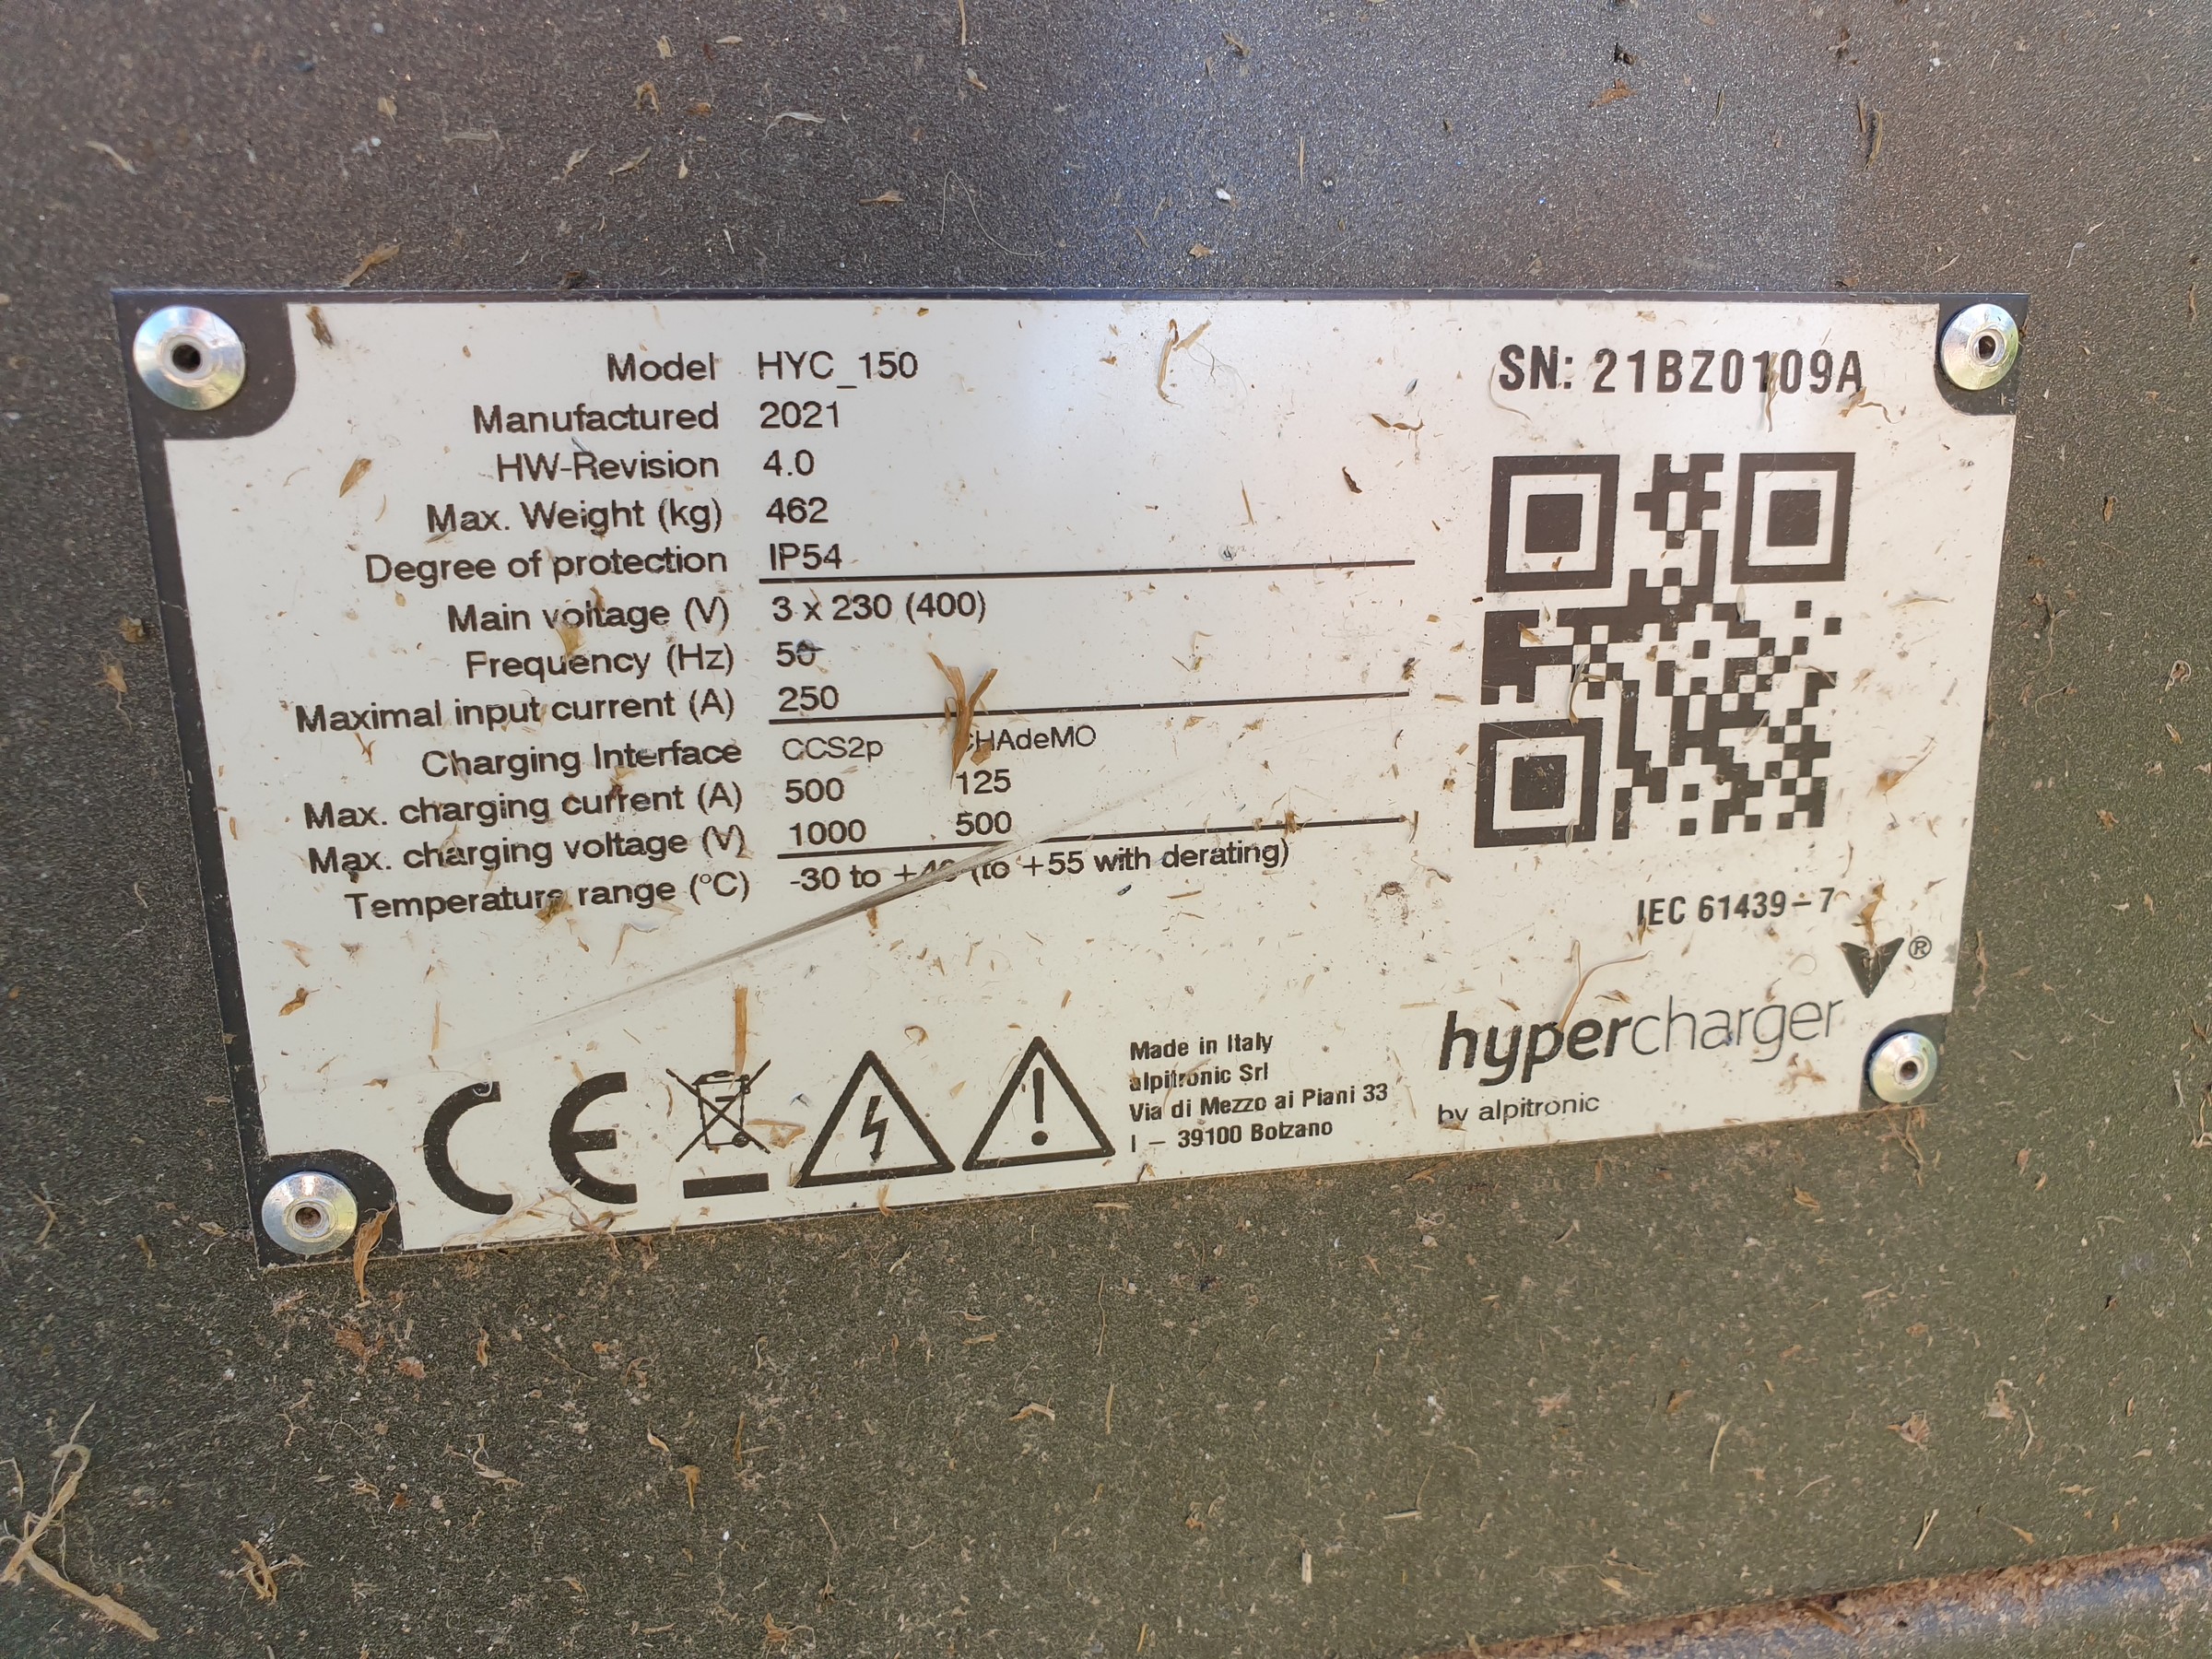 Model HYC_150
Manufactured 2021
HW-Revision 4.0
Max. Weight (kg) 462
Degree of protection IP54
Main voltage (V) 3 x 230 (400)
Frequency (Hz) 50
Maximal input current (A) 250
Charging Interface CCS2p CHAdeMO
Max. charging current (A) 500 125
Max. charging voltage (V) 1000 500
Temperature range (°C) -30 to +40 (to +55 with derating)
SN: 21BZ0109A
IEC 61439-7
CE
Made in Italy
alpitronic Srl
Via di Mezzo ai Piani 33
I - 39100 Bolzano
hypercharger®
by alpitronic